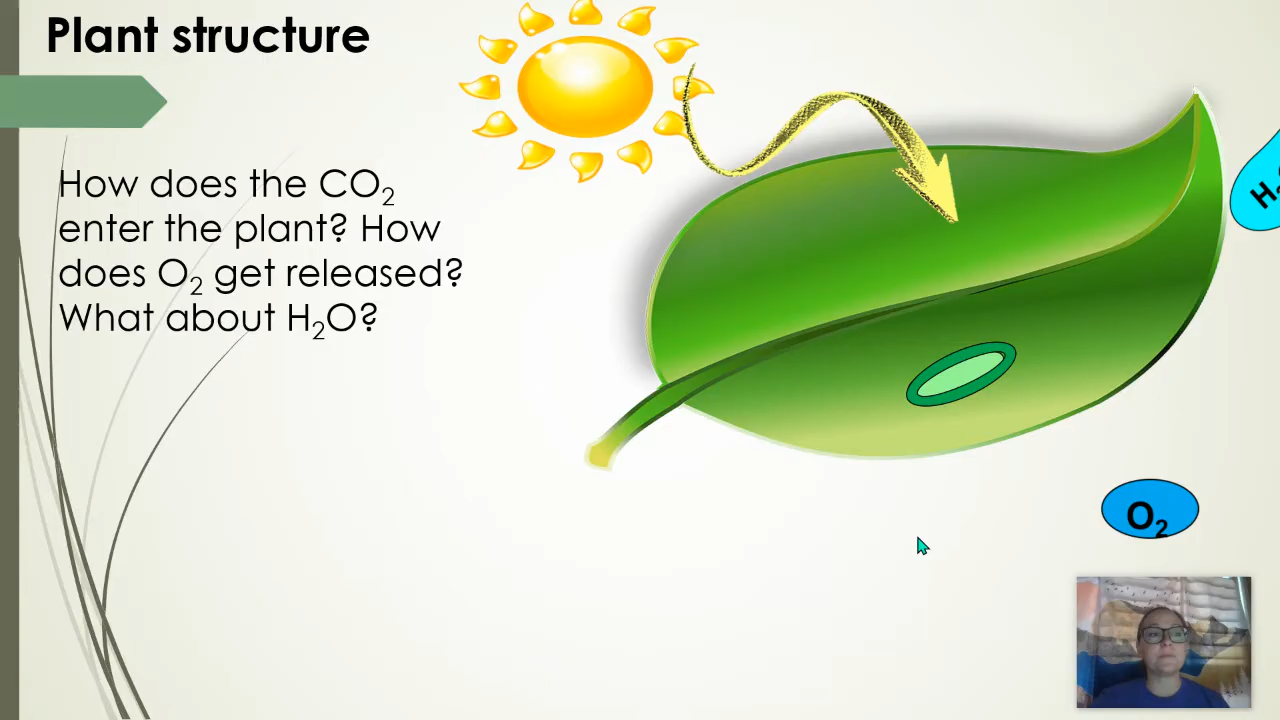 Plant structure
How does the CO₂
enter the plant? How
does O₂ get released?
What about H₂O?
O₂